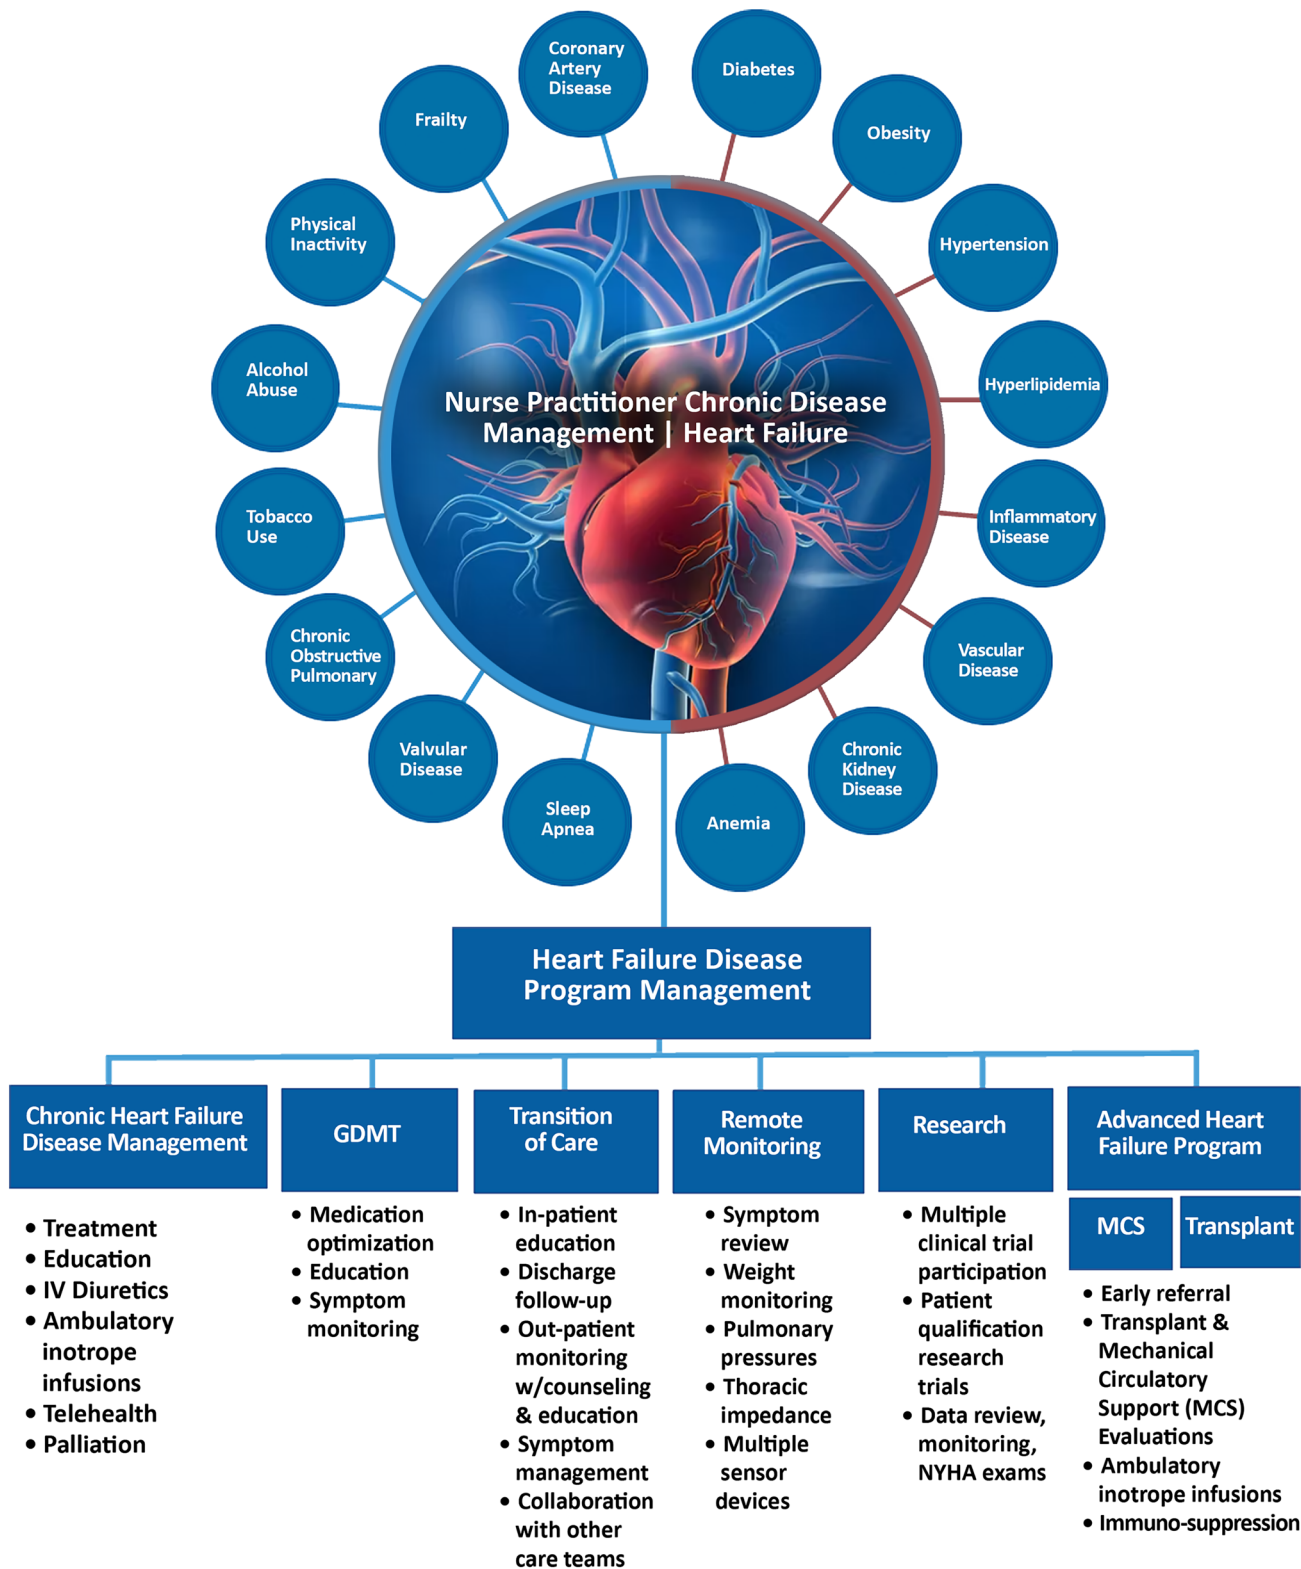 Coronary
Artery
Disease
Diabetes
Frailty
Obesity
Physical
Inactivity
Hypertension
Alcohol
Abuse
Hyperlipidemia
Nurse Practitioner Chronic Disease
Management | Heart Failure
Tobacco
Use
Inflammatory
Disease
Chronic
Obstructive
Pulmonary
Vascular
Disease
Valvular
Disease
Chronic
Kidney
Disease
Sleep
Apnea
Anemia
Heart Failure Disease
Program Management
Chronic Heart Failure
Disease Management
• Treatment
• Education
• IV Diuretics
• Ambulatory
inotrope
infusions
• Telehealth
• Palliation
GDMT
• Medication
optimization
• Education
• Symptom
monitoring
Transition
of Care
• In-patient
education
• Discharge
follow-up
• Out-patient
monitoring
w/counseling
& education
• Symptom
management
• Collaboration
with other
care teams
Remote
Monitoring
• Symptom
review
• Weight
monitoring
• Pulmonary
pressures
• Thoracic
impedance
• Multiple
sensor
devices
Research
• Multiple
clinical trial
participation
• Patient
qualification
research
trials
• Data review,
monitoring,
NYHA exams
Advanced Heart
Failure Program
MCS
Transplant
• Early referral
• Transplant &
Mechanical
Circulatory
Support (MCS)
Evaluations
• Ambulatory
inotrope infusions
• Immuno-suppression